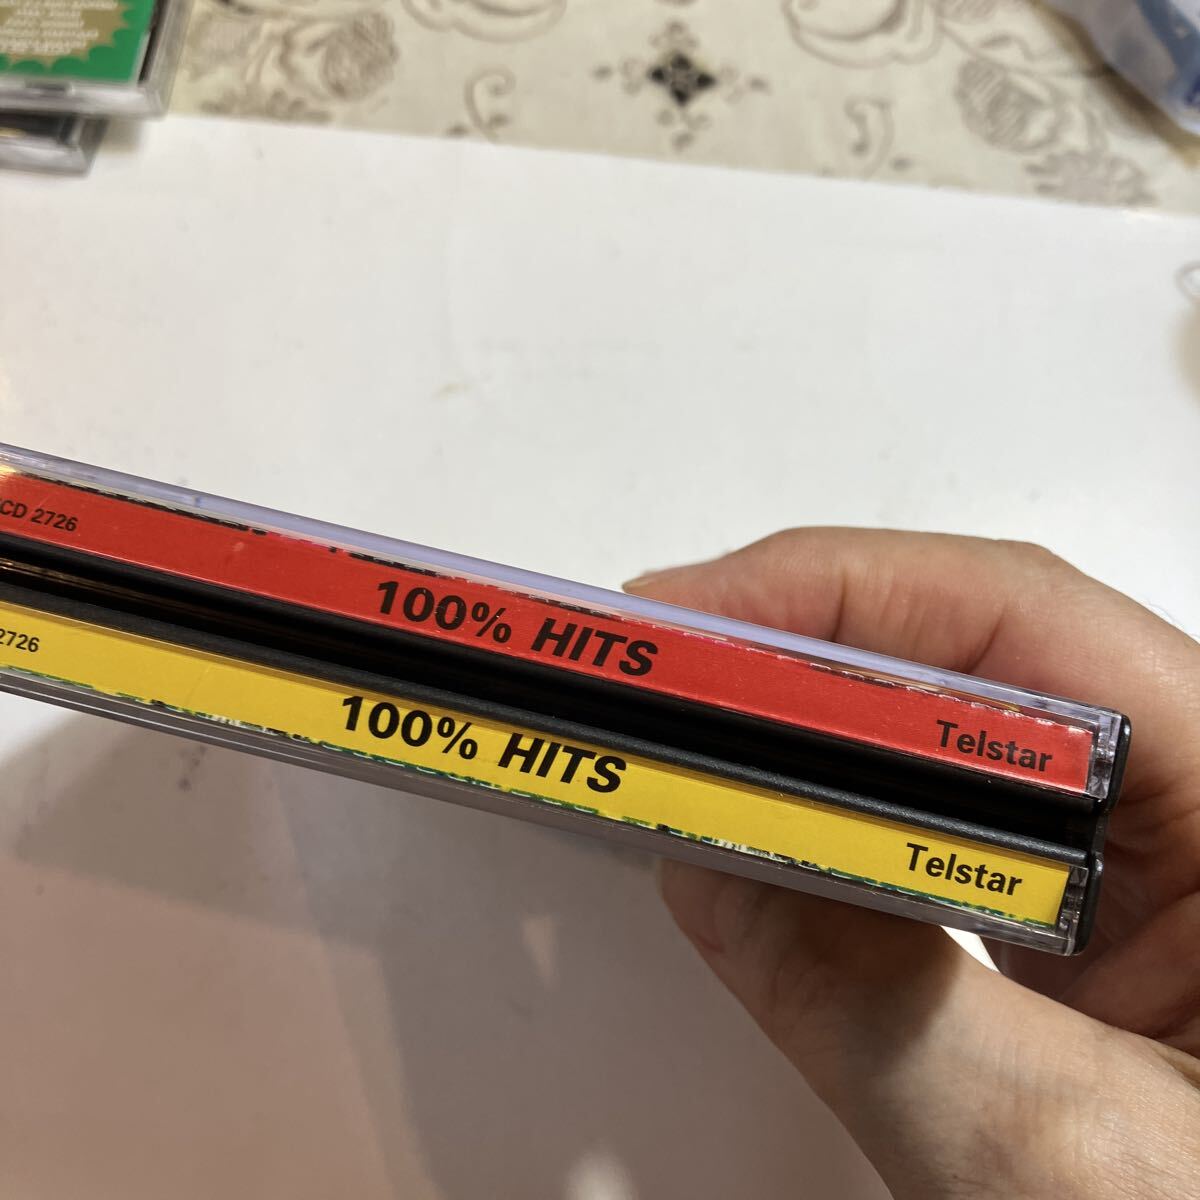 CD 2726 100% HITS Telstar
2726 100% HITS Telstar